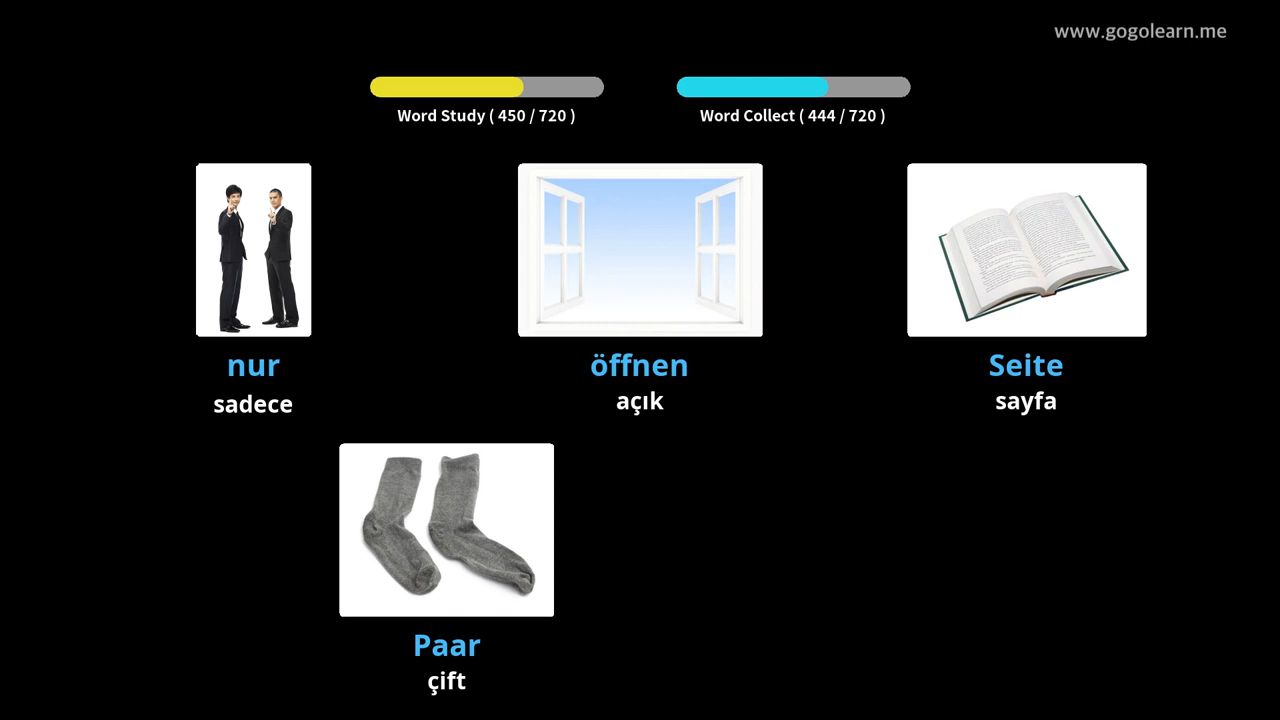 www.gogolearn.me
Word Study ( 450 / 720 )
Word Collect ( 444 / 720 )
nur
sadece
öffnen
açık
Seite
sayfa
Paar
çift